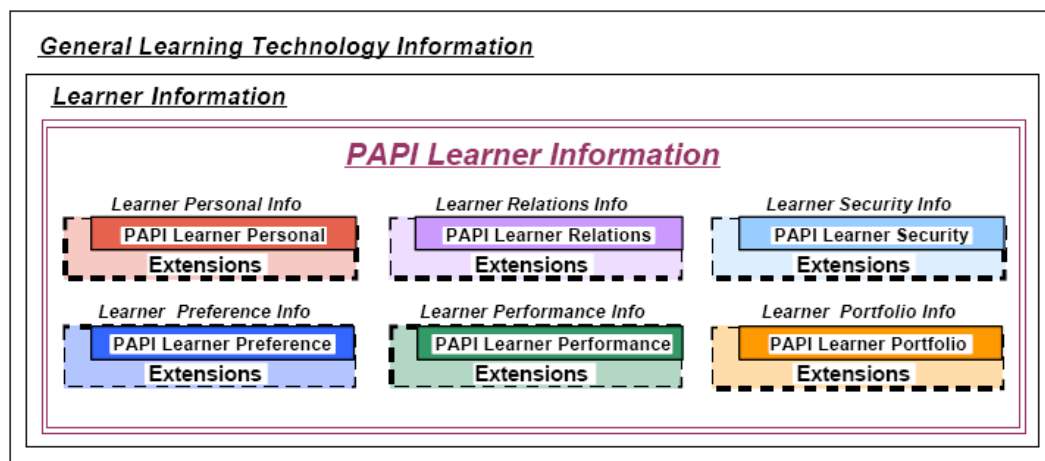 General Learning Technology Information
Learner Information
PAPI Learner Information
Learner Personal Info
PAPI Learner Personal
Extensions
Learner Relations Info
PAPI Learner Relations
Extensions
Learner Security Info
PAPI Learner Security
Extensions
Learner Preference Info
PAPI Learner Preference
Extensions
Learner Performance Info
PAPI Learner Performance
Extensions
Learner Portfolio Info
PAPI Learner Portfolio
Extensions